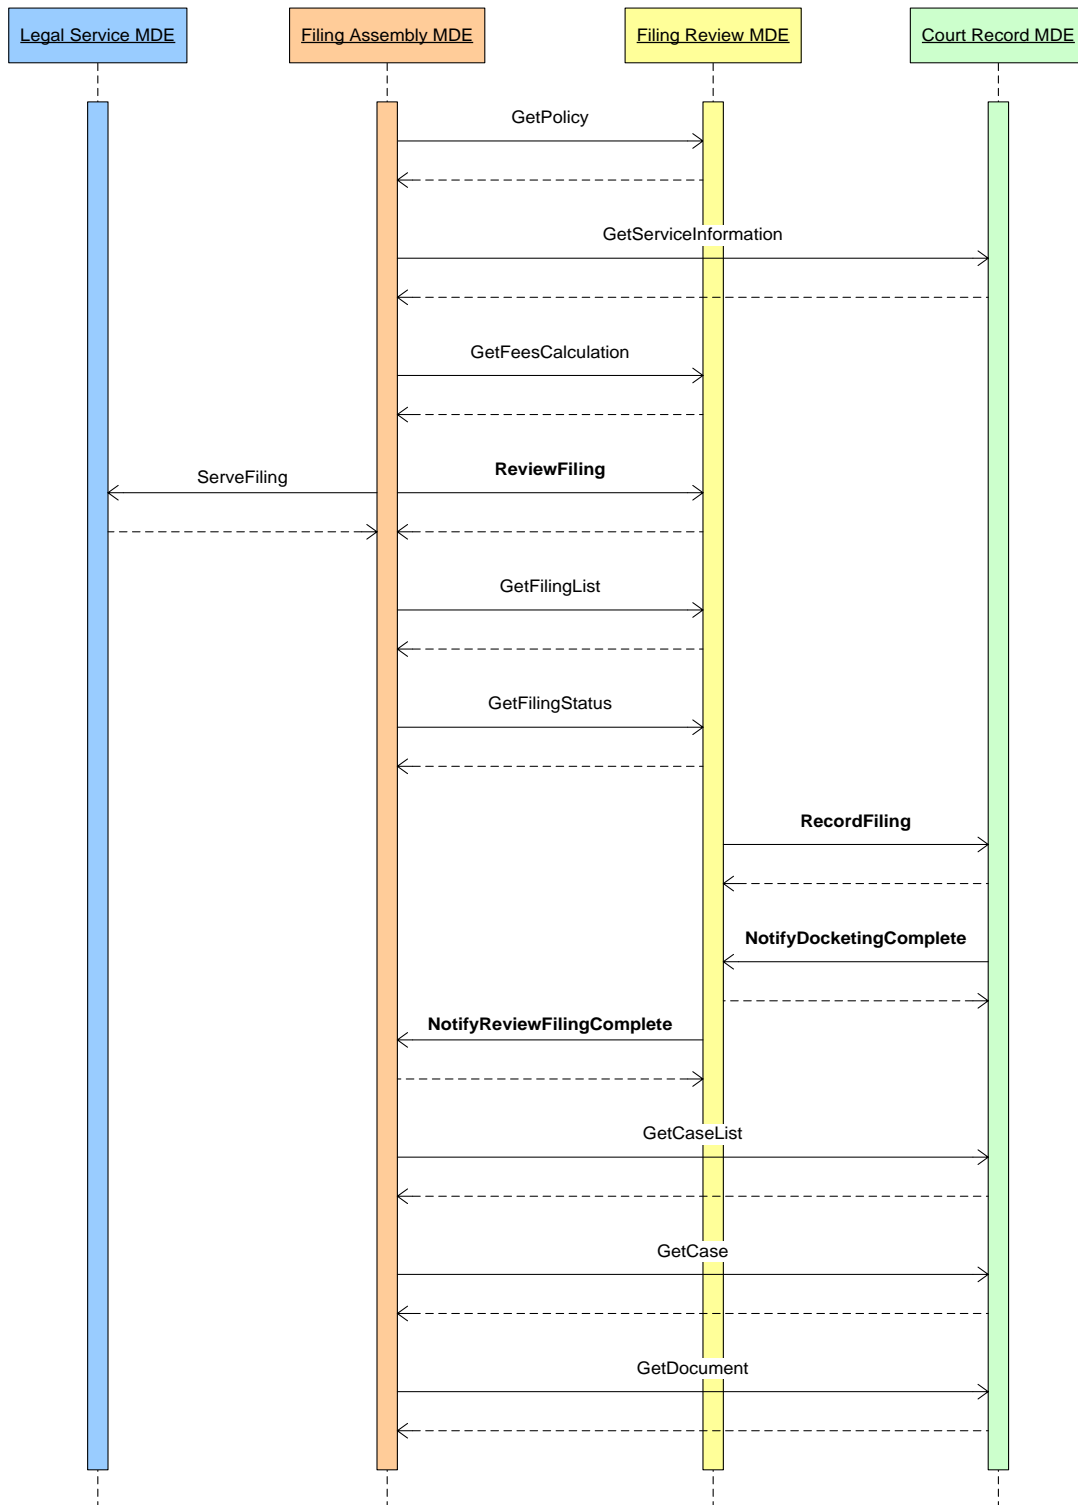 Legal Service MDE
Filing Assembly MDE
Filing Review MDE
Court Record MDE
GetPolicy
GetServiceInformation
GetFeesCalculation
ServeFiling
ReviewFiling
GetFilingList
GetFilingStatus
RecordFiling
NotifyDocketingComplete
NotifyReviewFilingComplete
GetCaseList
GetCase
GetDocument